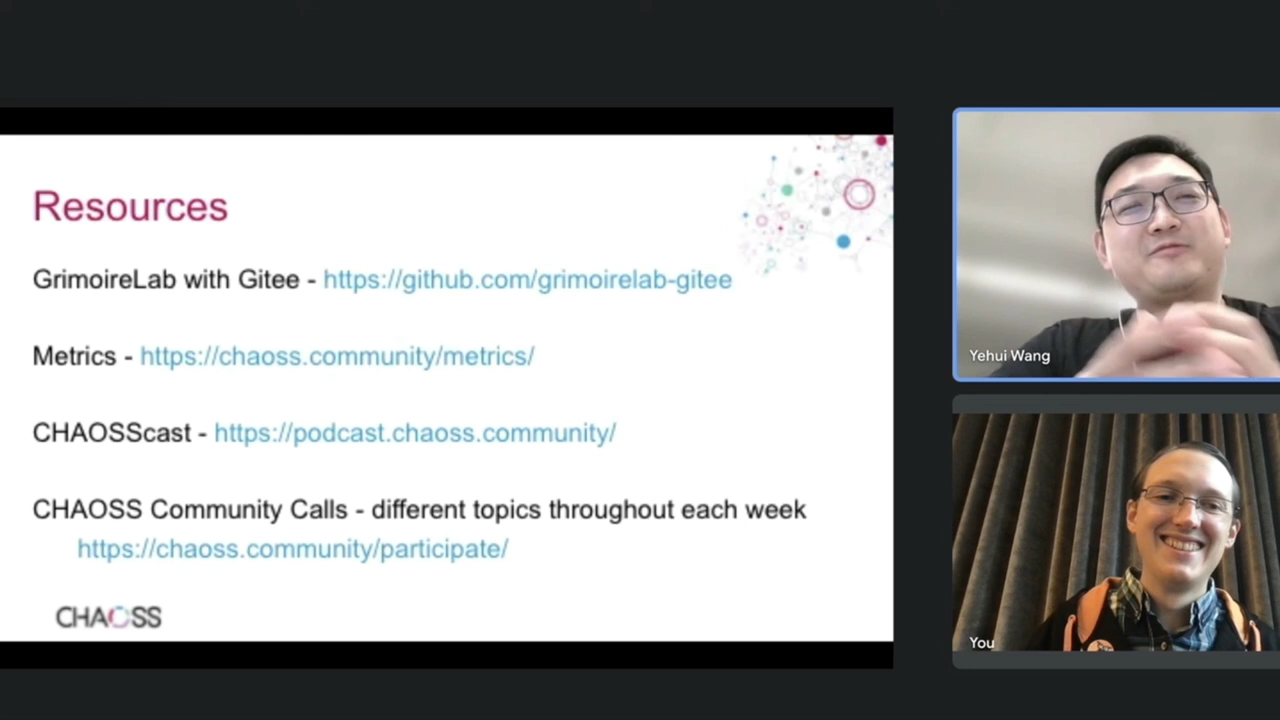 Resources
GrimoireLab with Gitee - https://github.com/grimoirelab-gitee
Metrics - https://chaoss.community/metrics/
CHAOSScast - https://podcast.chaoss.community/
CHAOSS Community Calls - different topics throughout each week
https://chaoss.community/participate/
CHAOSS
Yehui Wang
You